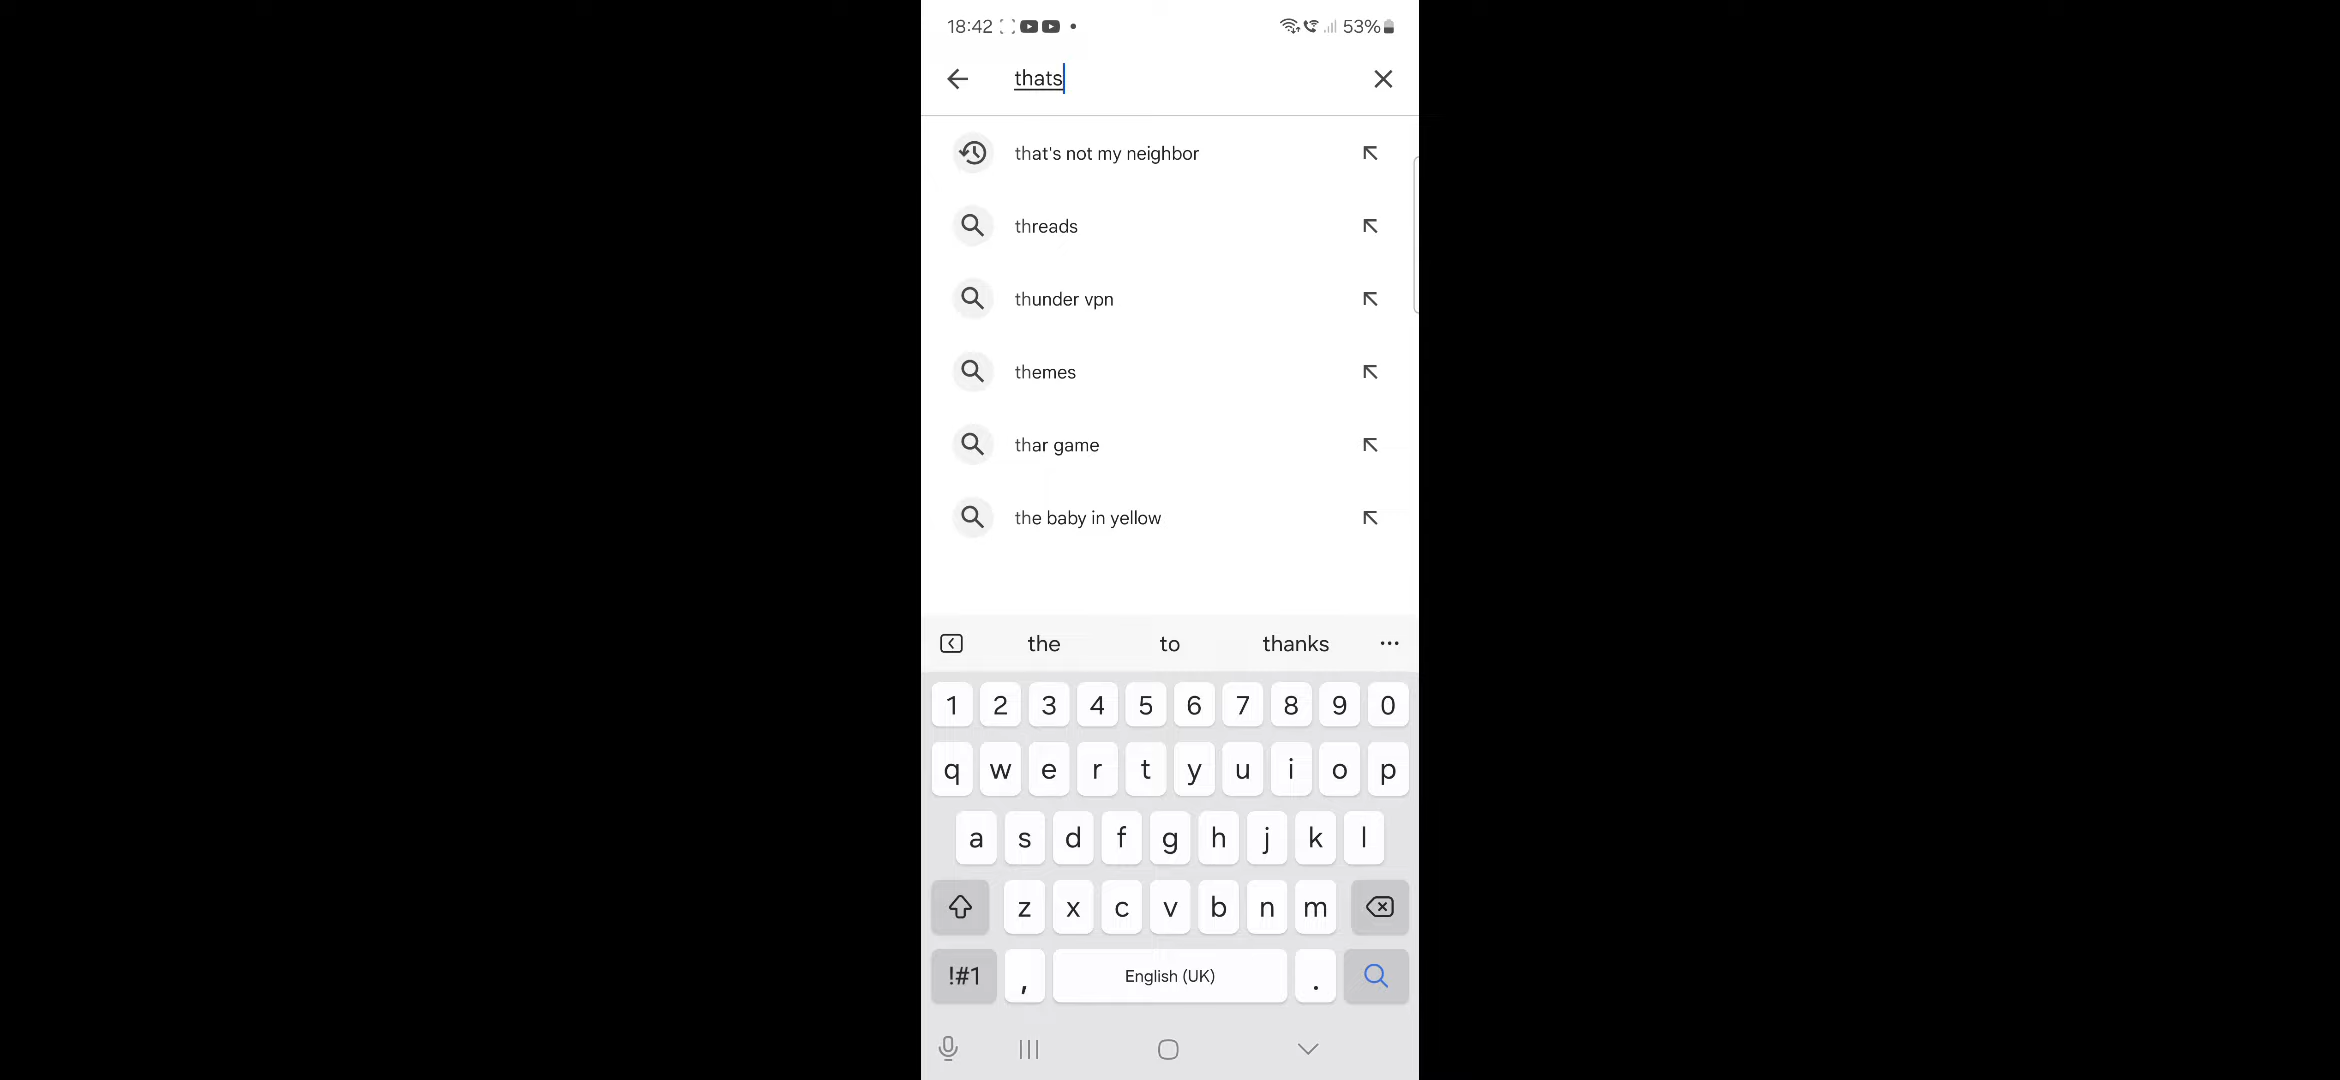 18:42 53%
thats
that's not my neighbor
threads
thunder vpn
themes
thar game
the baby in yellow
the to thanks ...
1 2 3 4 5 6 7 8 9 0
q w e r t y u i o p
a s d f g h j k l
z x c v b n m
!#1 , English (UK) .